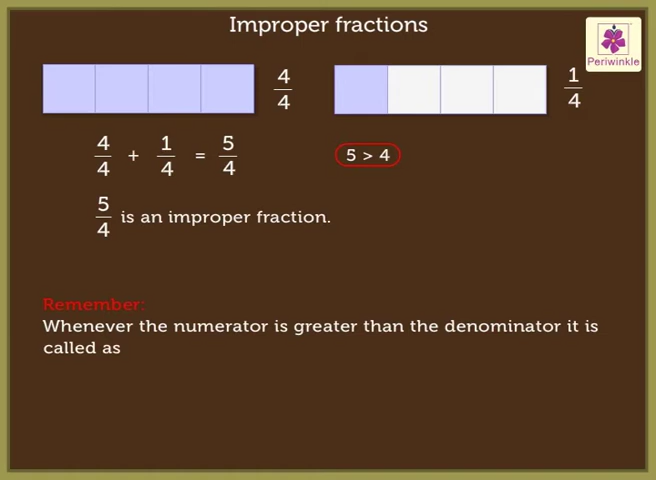 Improper fractions
Periwinkle
4/4
1/4
4/4 + 1/4 = 5/4
5 > 4
5/4 is an improper fraction.
Remember:
Whenever the numerator is greater than the denominator it is
called as